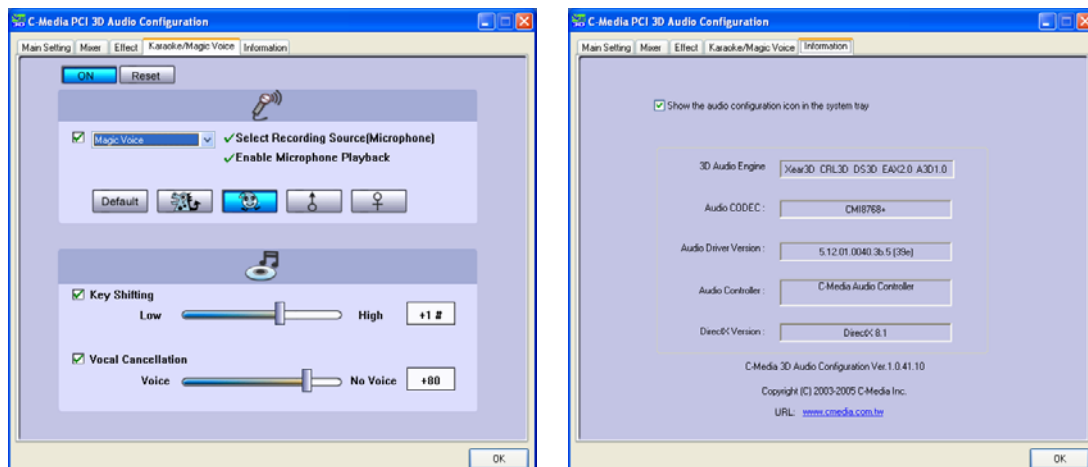 C-Media PCI 3D Audio Configuration
Main Setting Mixer Effect Karaoke/Magic Voice Information
ON Reset
Magic Voice
Select Recording Source(Microphone)
Enable Microphone Playback
Default
Key Shifting
Low High +1 #
Vocal Cancellation
Voice No Voice +80
OK
C-Media PCI 3D Audio Configuration
Main Setting Mixer Effect Karaoke/Magic Voice Information
Show the audio configuration icon in the system tray
3D Audio Engine Xear3D CRL3D DS3D EAX2.0 A3D1.0
Audio CODEC : CMI8768+
Audio Driver Version : 5.12.01.0040.3b.5 (39e)
Audio Controller : C-Media Audio Controller
DirectX Version : DirectX 8.1
C-Media 3D Audio Configuration Ver.1.0.41.10
Copyright (C) 2003-2005 C-Media Inc.
URL: www.cmedia.com.tw
OK